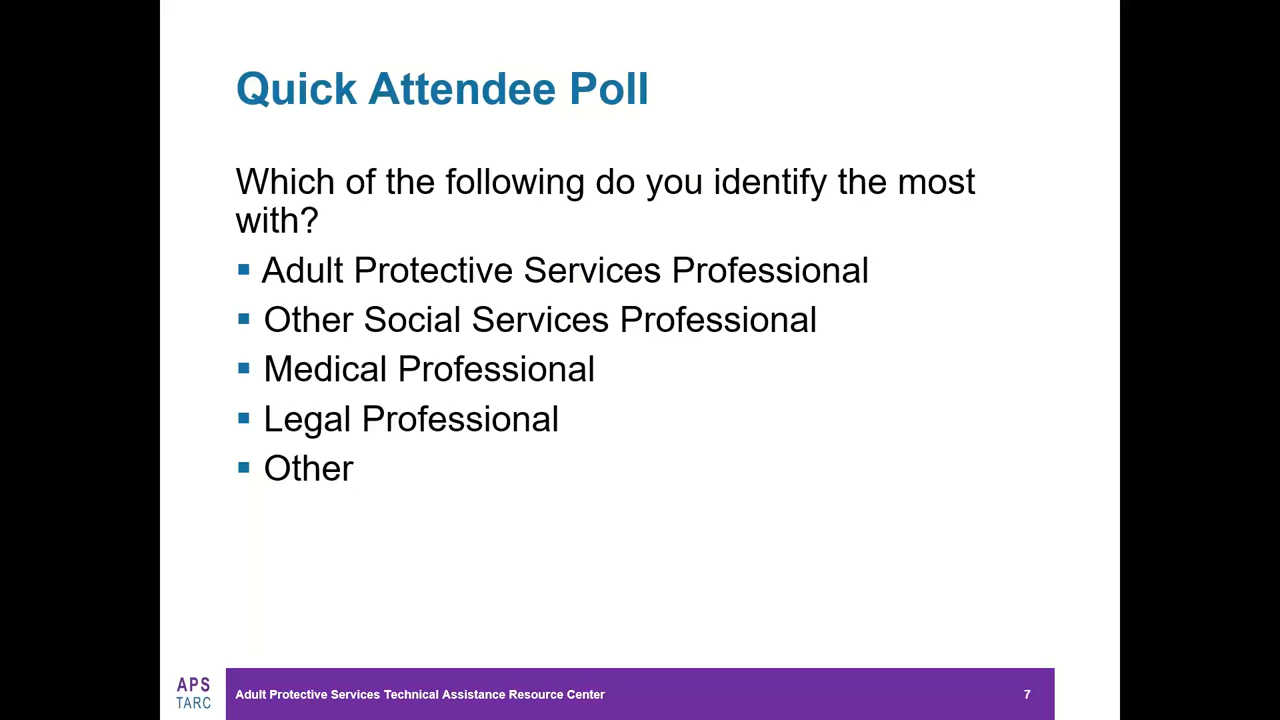 Quick Attendee Poll
Which of the following do you identify the most
with?
▪ Adult Protective Services Professional
▪ Other Social Services Professional
▪ Medical Professional
▪ Legal Professional
▪ Other
APS
TARC
Adult Protective Services Technical Assistance Resource Center
7